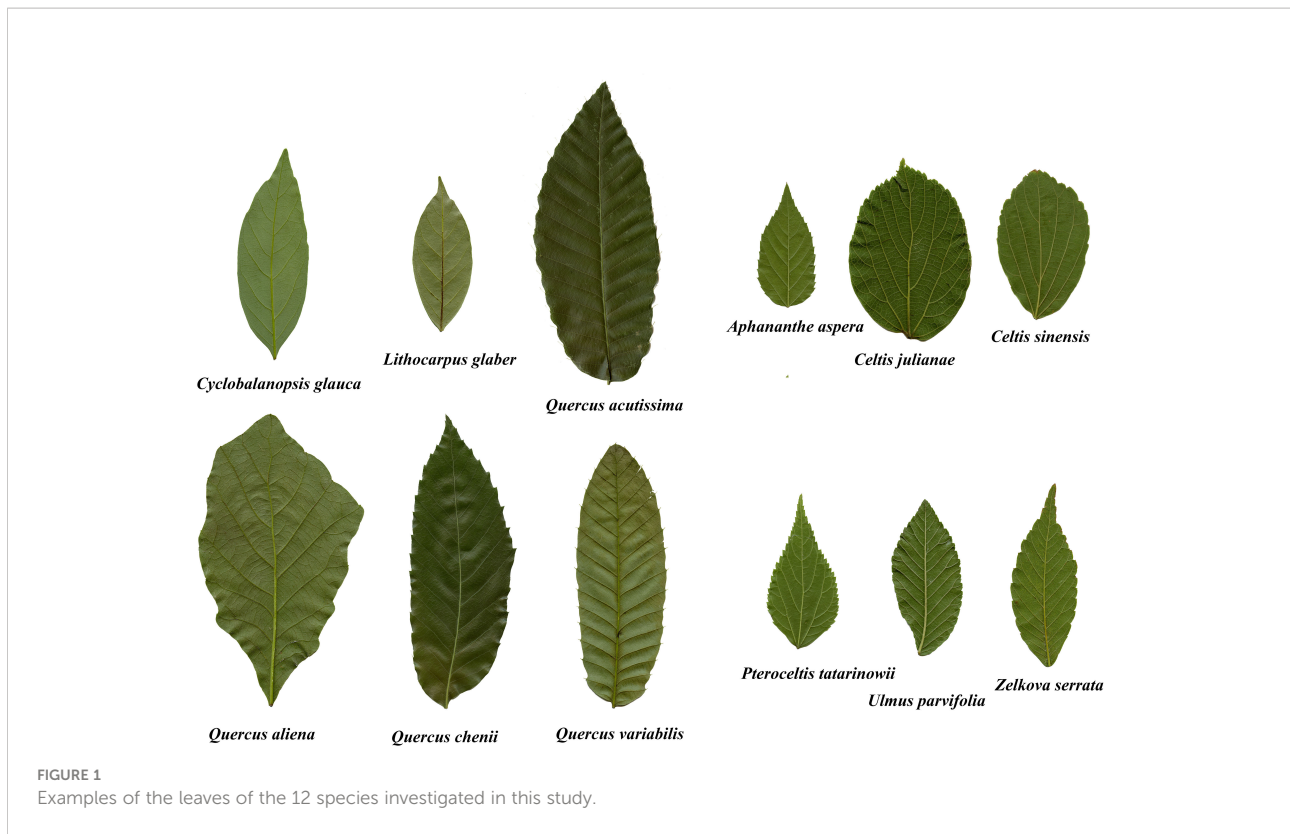 Cyclobalanopsis glauca
Lithocarpus glaber
Quercus acutissima
Aphananthe aspera
Celtis julianae
Celtis sinensis
Quercus aliena
Quercus chenii
Quercus variabilis
Pteroceltis tatarinowii
Ulmus parvifolia
Zelkova serrata
FIGURE 1
Examples of the leaves of the 12 species investigated in this study.